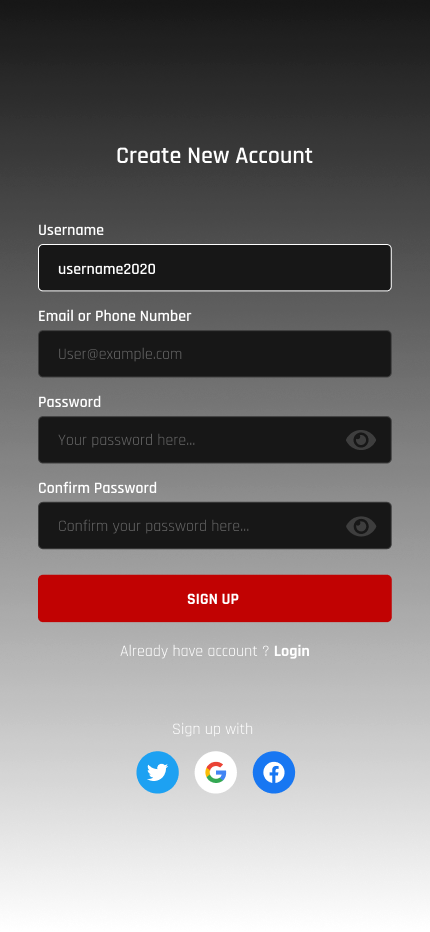 Create New Account
Username
username2020
Email or Phone Number
User@example.com
Password
Your password here...
Confirm Password
Confirm your password here...
SIGN UP
Already have account ? Login
Sign up with